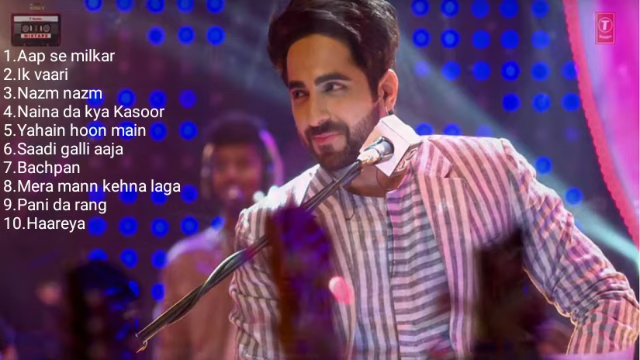 MIXTAPE
1.Aap se milkar
2.Ik vaari
3.Nazm nazm
4.Naina da kya Kasoor
5.Yahain hoon main
6.Saadi galli aaja
7.Bachpan
8.Mera mann kehna laga
9.Pani da rang
10.Haareya